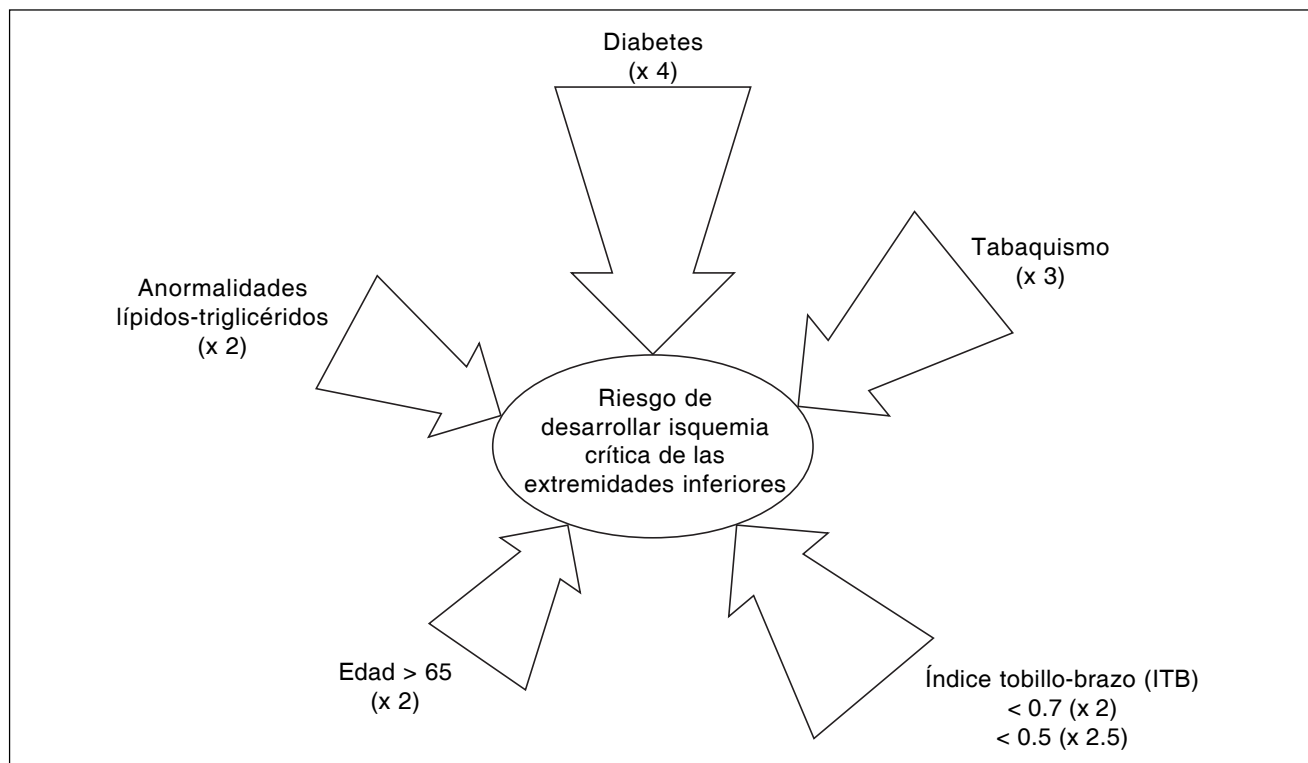 Diabetes
(x 4)
Tabaquismo
(x 3)
Anormalidades
lípidos-triglicéridos
(x 2)
Riesgo de
desarrollar isquemia
crítica de las
extremidades inferiores
Edad > 65
(x 2)
Índice tobillo-brazo (ITB)
< 0.7 (x 2)
< 0.5 (x 2.5)